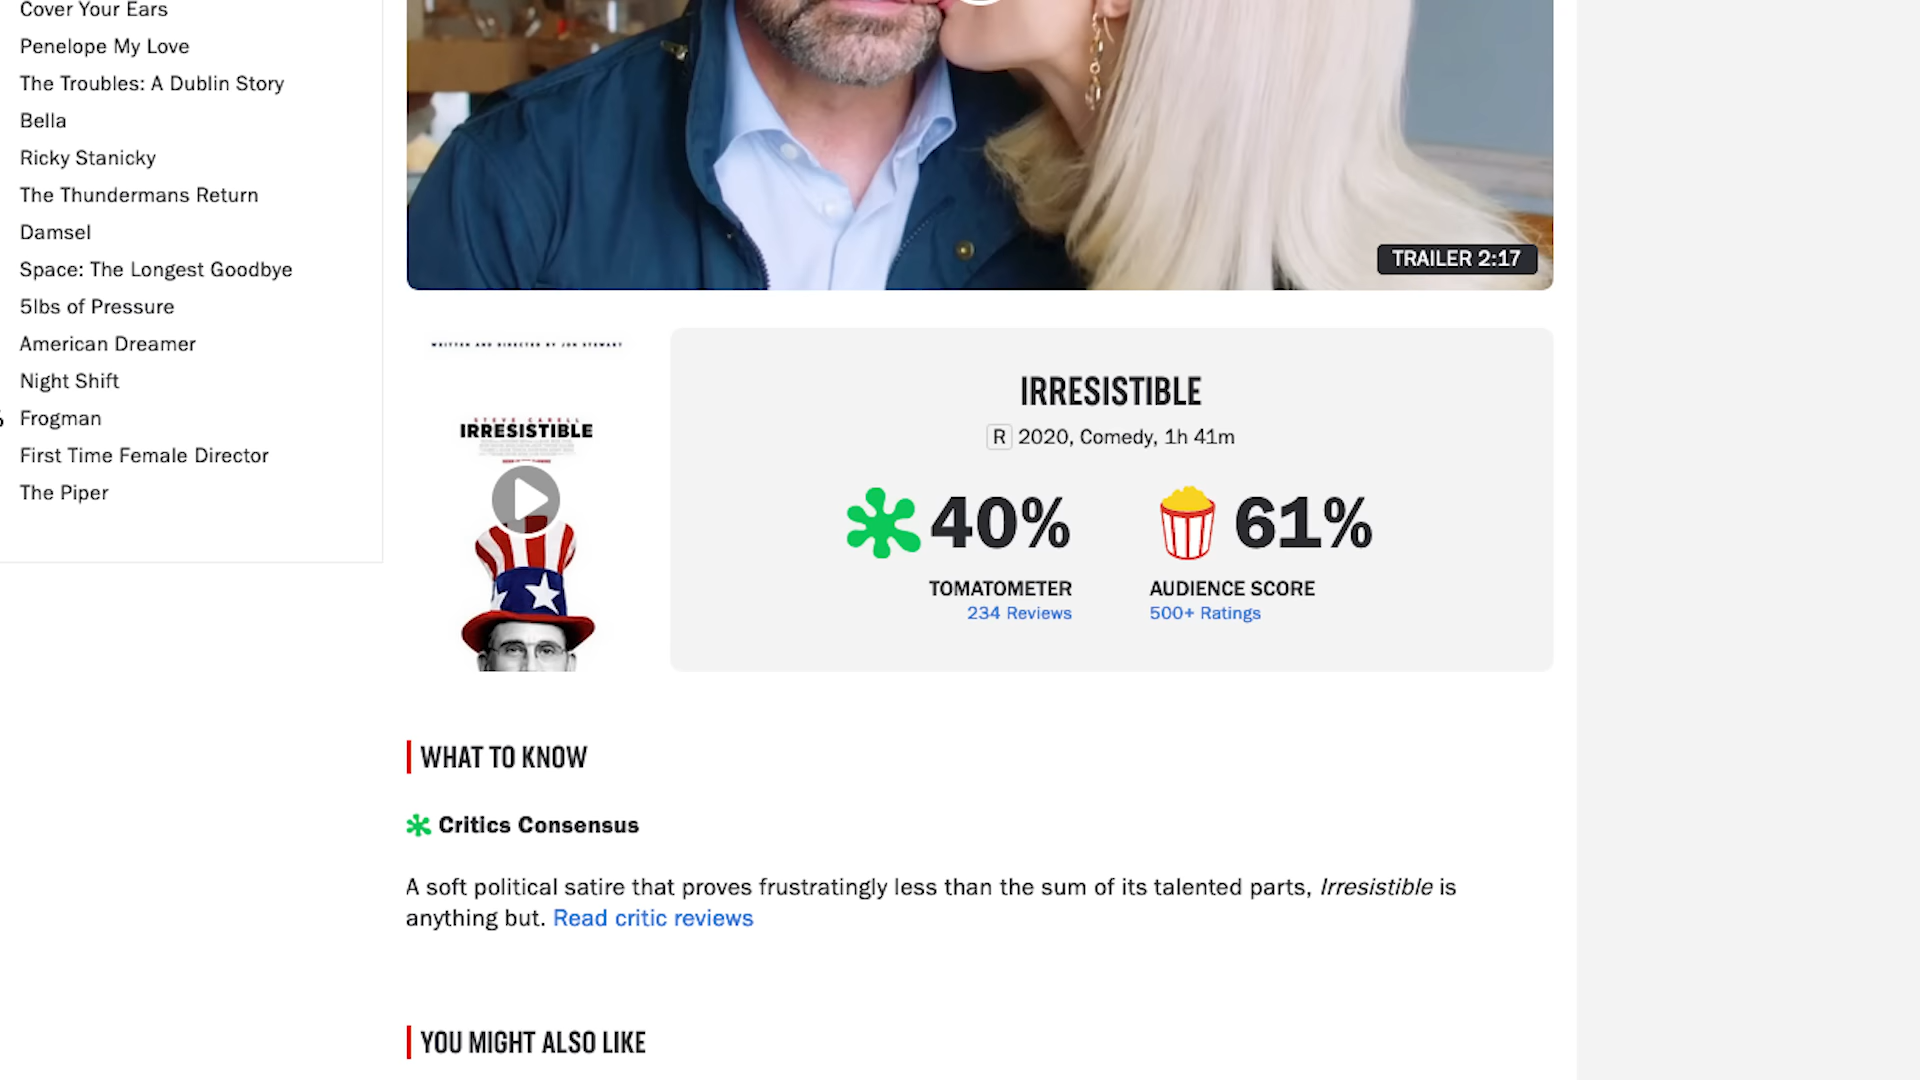 Cover Your Ears
Penelope My Love
The Troubles: A Dublin Story
Bella
Ricky Stanicky
The Thundermans Return
Damsel
Space: The Longest Goodbye
5lbs of Pressure
American Dreamer
Night Shift
Frogman
First Time Female Director
The Piper
TRAILER 2:17
WRITTEN AND DIRECTED BY JON STEWART
STEVE CARELL
IRRESISTIBLE
IRRESISTIBLE
R 2020, Comedy, 1h 41m
40% 61%
TOMATOMETER AUDIENCE SCORE
234 Reviews 500+ Ratings
WHAT TO KNOW
Critics Consensus
A soft political satire that proves frustratingly less than the sum of its talented parts, Irresistible is
anything but. Read critic reviews
YOU MIGHT ALSO LIKE